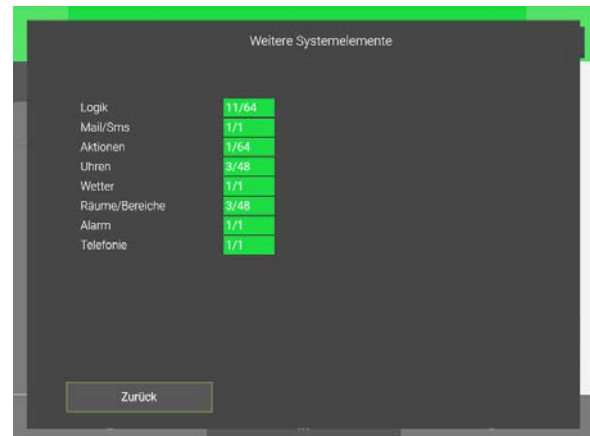 Weitere Systemelemente
Logik 11/64
Mail/Sms 1/1
Aktionen 1/64
Uhren 3/48
Wetter 1/1
Räume/Bereiche 3/48
Alarm 1/1
Telefonie 1/1
Zurück